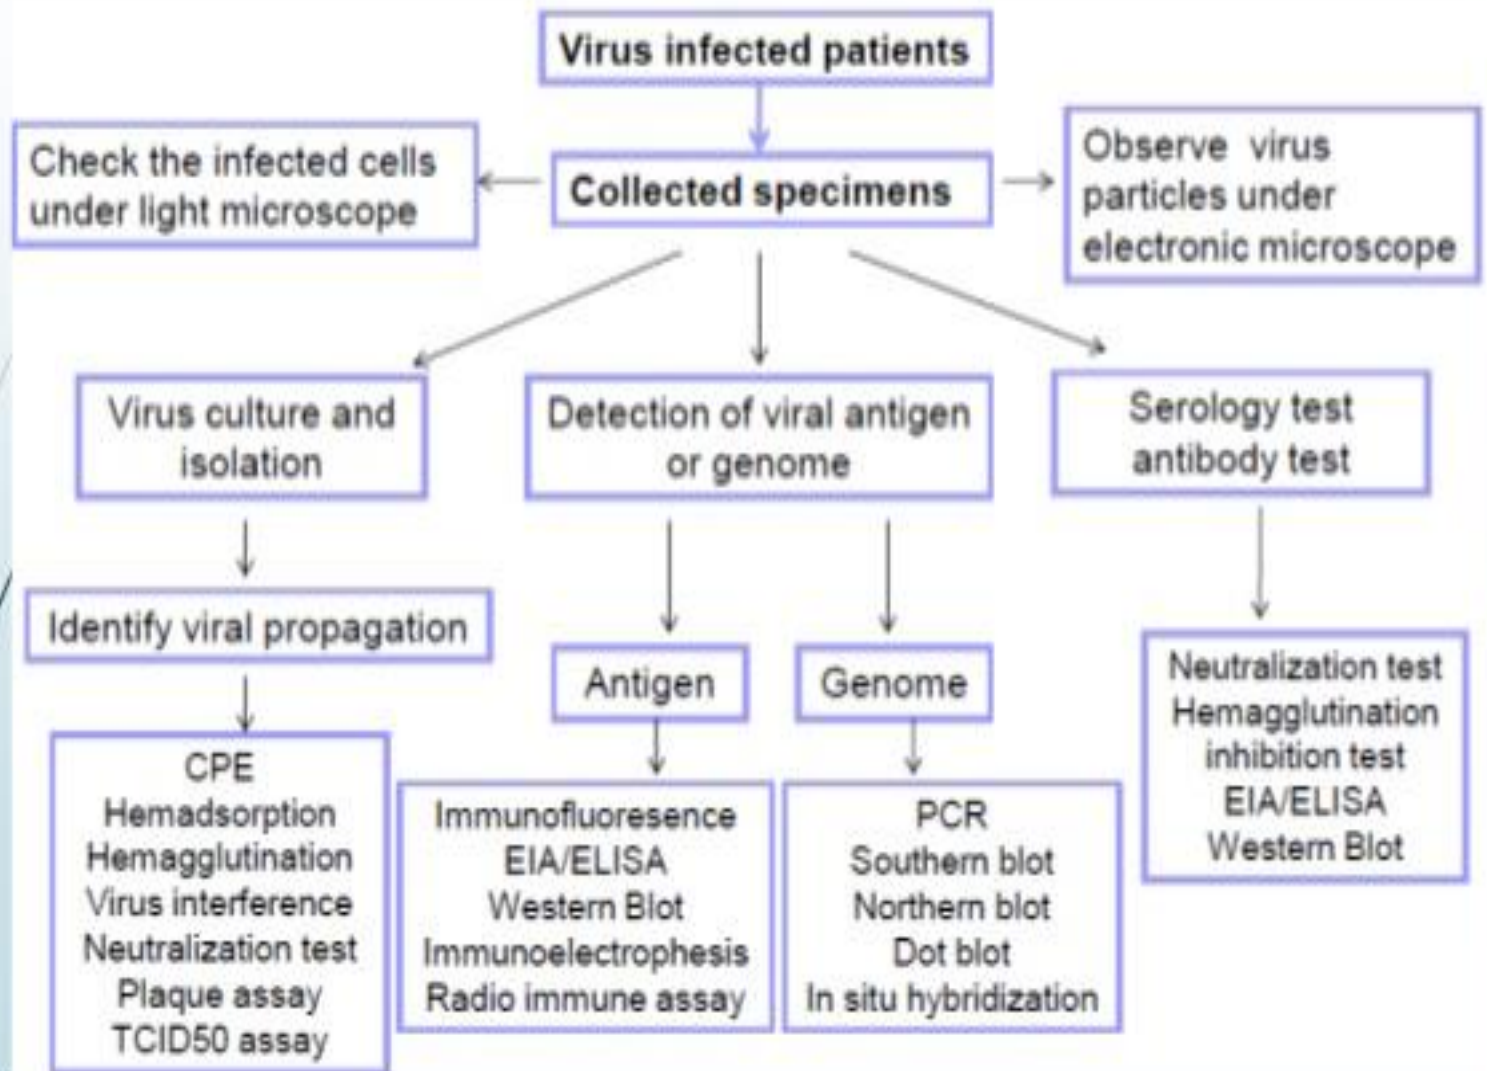 Virus infected patients
Check the infected cells
under light microscope
Collected specimens
Observe virus
particles under
electronic microscope
Virus culture and
isolation
Detection of viral antigen
or genome
Serology test
antibody test
Identify viral propagation
Antigen
Genome
CPE
Hemadsorption
Hemagglutination
Virus interference
Neutralization test
Plaque assay
TCID50 assay
Immunofluoresence
EIA/ELISA
Western Blot
Immunoelectrophesis
Radio immune assay
PCR
Southern blot
Northern blot
Dot blot
In situ hybridization
Neutralization test
Hemagglutination
inhibition test
EIA/ELISA
Western Blot